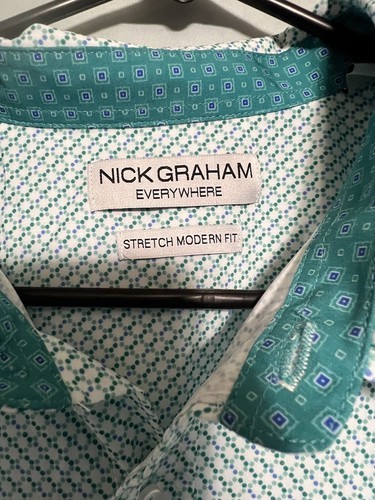 NICK GRAHAM
EVERYWHERE
STRETCH MODERN FIT